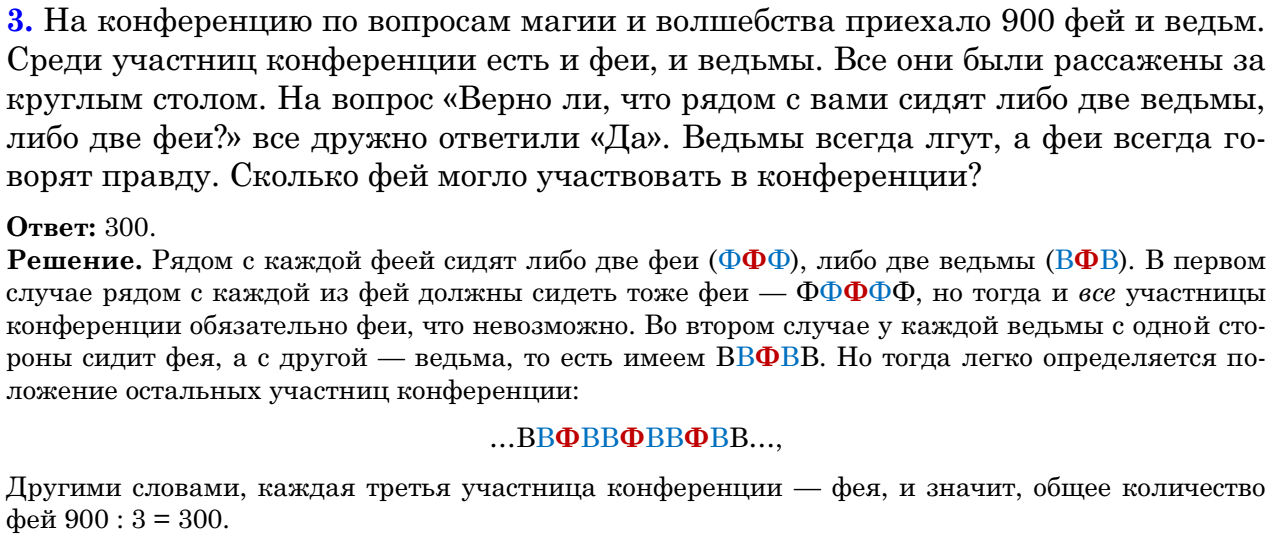 3. На конференцию по вопросам магии и волшебства приехало 900 фей и ведьм.
Среди участниц конференции есть и феи, и ведьмы. Все они были рассажены за
круглым столом. На вопрос «Верно ли, что рядом с вами сидят либо две ведьмы,
либо две феи?» все дружно ответили «Да». Ведьмы всегда лгут, а феи всегда го-
ворят правду. Сколько фей могло участвовать в конференции?
Ответ: 300.
Решение. Рядом с каждой феей сидят либо две феи (ФФФ), либо две ведьмы (ВФВ). В первом
случае рядом с каждой из фей должны сидеть тоже феи — ФФФФФ, но тогда и все участницы
конференции обязательно феи, что невозможно. Во втором случае у каждой ведьмы с одной сто-
роны сидит фея, а с другой — ведьма, то есть имеем ВВФВВ. Но тогда легко определяется по-
ложение остальных участниц конференции:
…ВВФВВФВВФВВ…,
Другими словами, каждая третья участница конференции — фея, и значит, общее количество
фей 900 : 3 = 300.